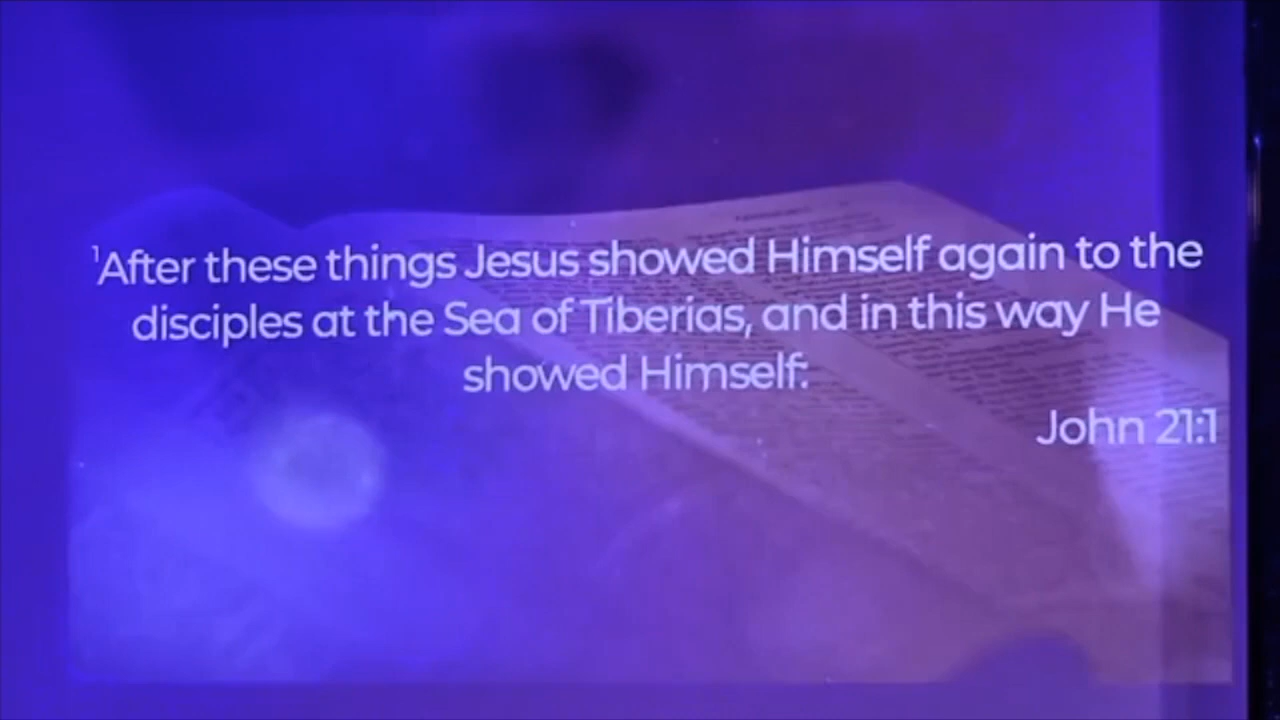 ¹After these things Jesus showed Himself again to the
disciples at the Sea of Tiberias, and in this way He
showed Himself:
John 21:1